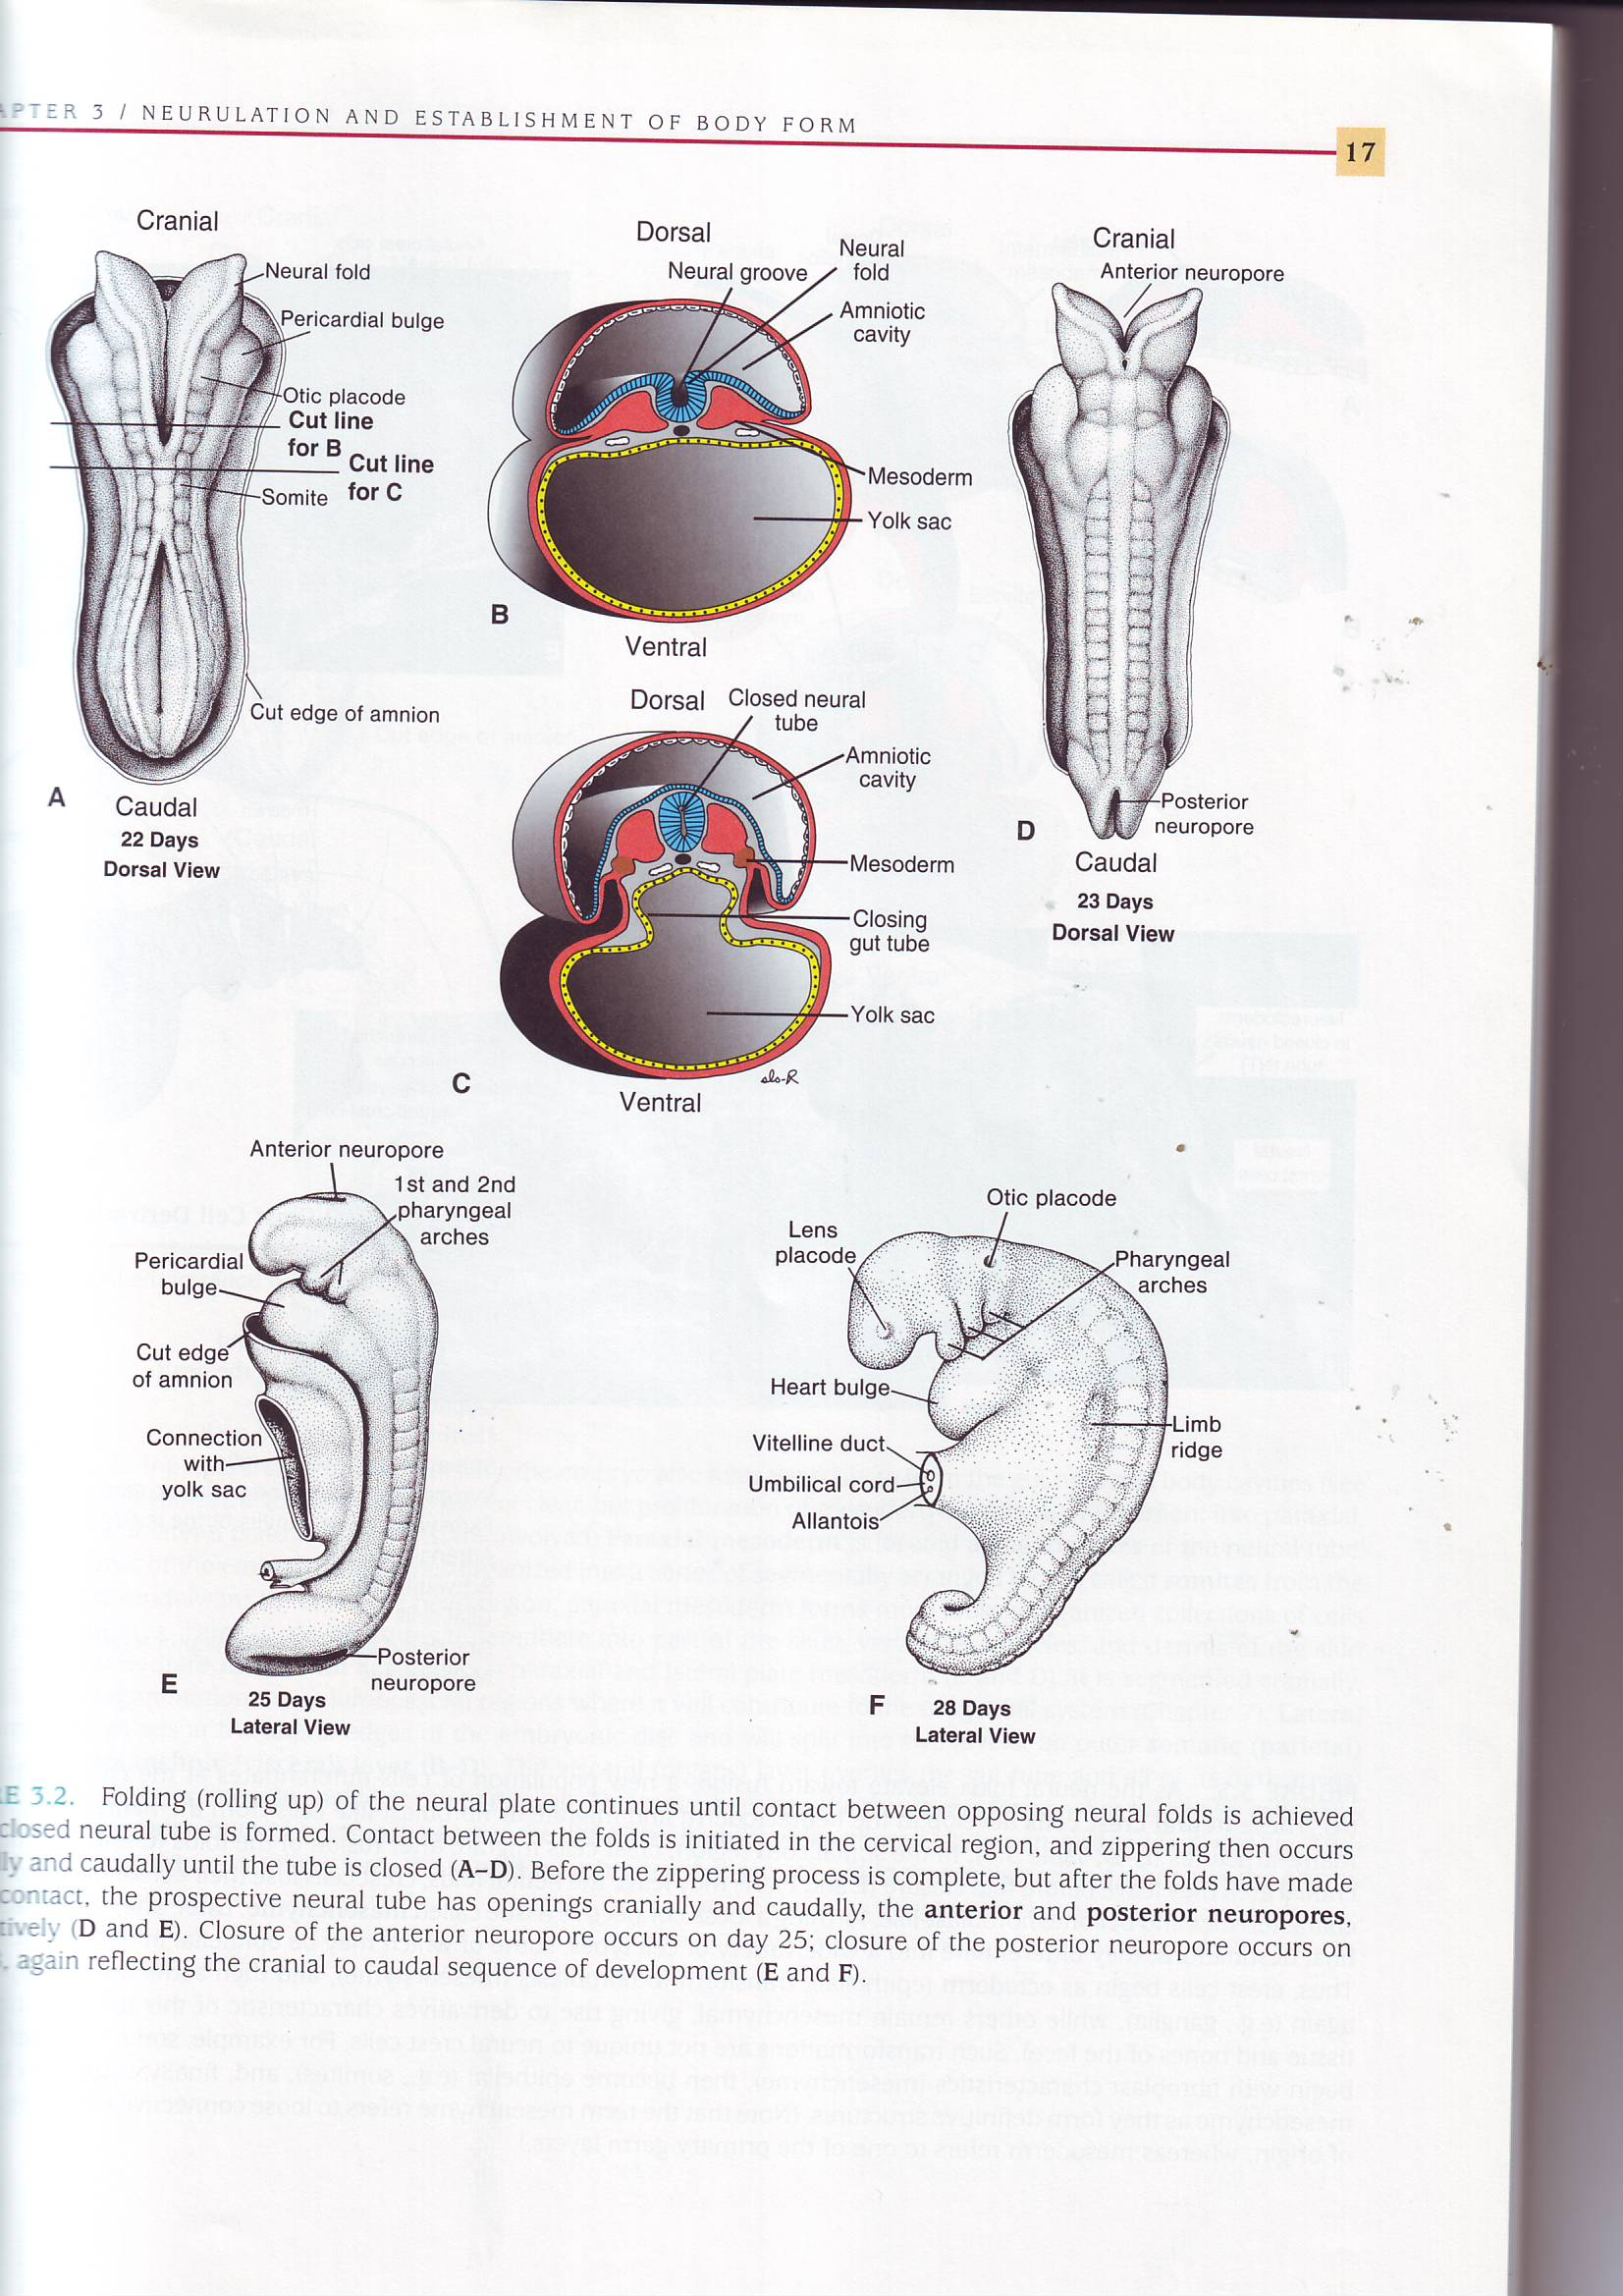 APTER 3 / NEURULATION AND ESTABLISHMENT OF BODY FORM
17
Cranial
Neural fold
Pericardial bulge
Otic placode
Cut line
for B
Cut line
for C
Somite
Cut edge of amnion
A
Caudal
22 Days
Dorsal View
Dorsal
Neural groove
Neural
fold
Amniotic
cavity
Mesoderm
Yolk sac
B
Ventral
Dorsal
Closed neural
tube
Amniotic
cavity
Mesoderm
Closing
gut tube
Yolk sac
sls-R
C
Ventral
Cranial
Anterior neuropore
Posterior
neuropore
D
Caudal
23 Days
Dorsal View
Anterior neuropore
1st and 2nd
pharyngeal
arches
Pericardial
bulge
Cut edge
of amnion
Connection
with
yolk sac
Posterior
neuropore
E
25 Days
Lateral View
Otic placode
Lens
placode
Pharyngeal
arches
Heart bulge
Limb
ridge
Vitelline duct
Umbilical cord
Allantois
F
28 Days
Lateral View
E 3.2. Folding (rolling up) of the neural plate continues until contact between opposing neural folds is achieved
closed neural tube is formed. Contact between the folds is initiated in the cervical region, and zippering then occurs
ly and caudally until the tube is closed (A–D). Before the zippering process is complete, but after the folds have made
contact, the prospective neural tube has openings cranially and caudally, the anterior and posterior neuropores,
tively (D and E). Closure of the anterior neuropore occurs on day 25; closure of the posterior neuropore occurs on
, again reflecting the cranial to caudal sequence of development (E and F).